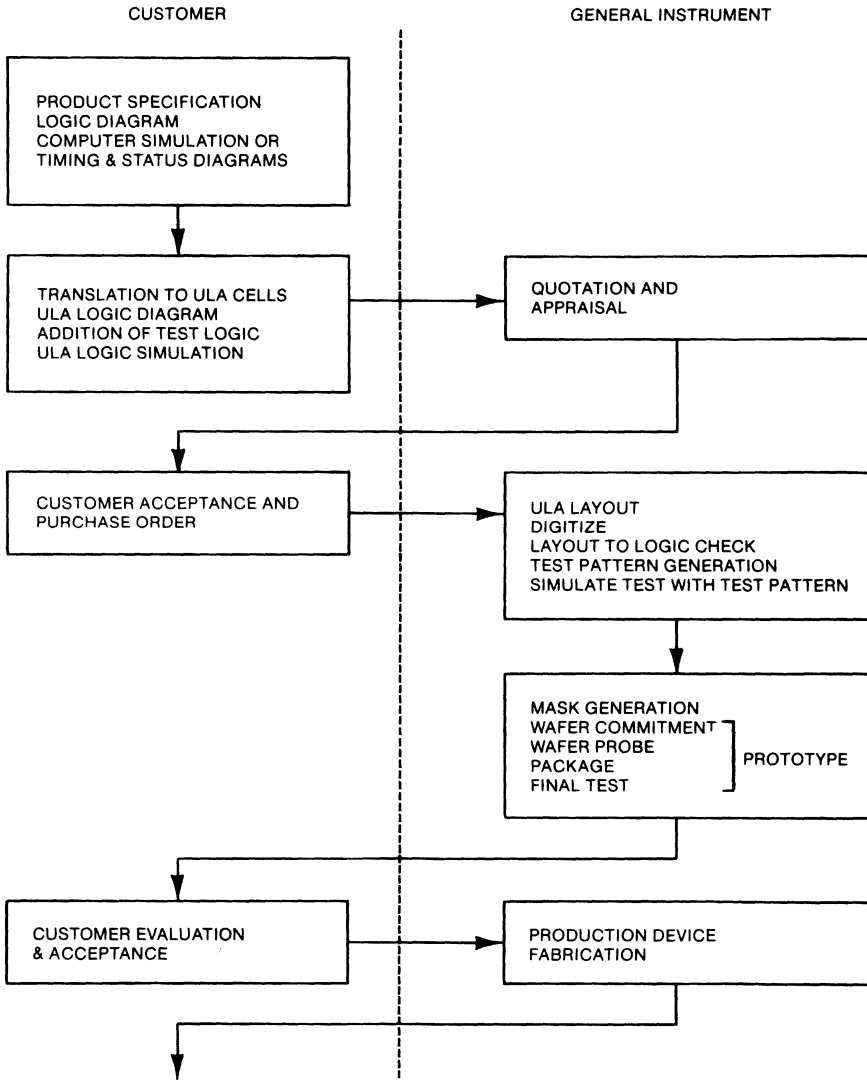 CUSTOMER
GENERAL INSTRUMENT
PRODUCT SPECIFICATION
LOGIC DIAGRAM
COMPUTER SIMULATION OR
TIMING & STATUS DIAGRAMS
TRANSLATION TO ULA CELLS
ULA LOGIC DIAGRAM
ADDITION OF TEST LOGIC
ULA LOGIC SIMULATION
QUOTATION AND
APPRAISAL
CUSTOMER ACCEPTANCE AND
PURCHASE ORDER
ULA LAYOUT
DIGITIZE
LAYOUT TO LOGIC CHECK
TEST PATTERN GENERATION
SIMULATE TEST WITH TEST PATTERN
MASK GENERATION
WAFER COMMITMENT
WAFER PROBE
PACKAGE
FINAL TEST
PROTOTYPE
CUSTOMER EVALUATION
& ACCEPTANCE
PRODUCTION DEVICE
FABRICATION